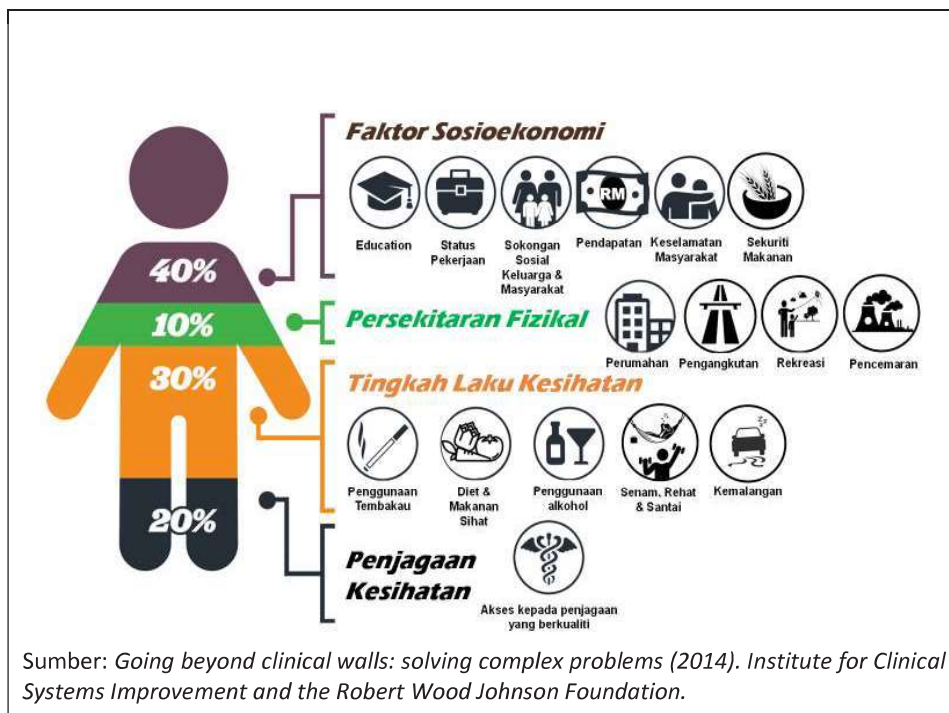 Faktor Sosioekonomi
RM
Education
Status
Pekerjaan
Sokongan
Sosial
Keluarga &
Masyarakat
Pendapatan
Keselamatan
Masyarakat
Sekuriti
Makanan
40%
10%
Persekitaran Fizikal
Perumahan
Pengangkutan
Rekreasi
Pencemaran
30%
Tingkah Laku Kesihatan
zz
Penggunaan
Tembakau
Diet &
Makanan
Sihat
Penggunaan
alkohol
Senam, Rehat
& Santai
Kemalangan
20%
Penjagaan
Kesihatan
Akses kepada penjagaan
yang berkualiti
Sumber: Going beyond clinical walls: solving complex problems (2014). Institute for Clinical
Systems Improvement and the Robert Wood Johnson Foundation.